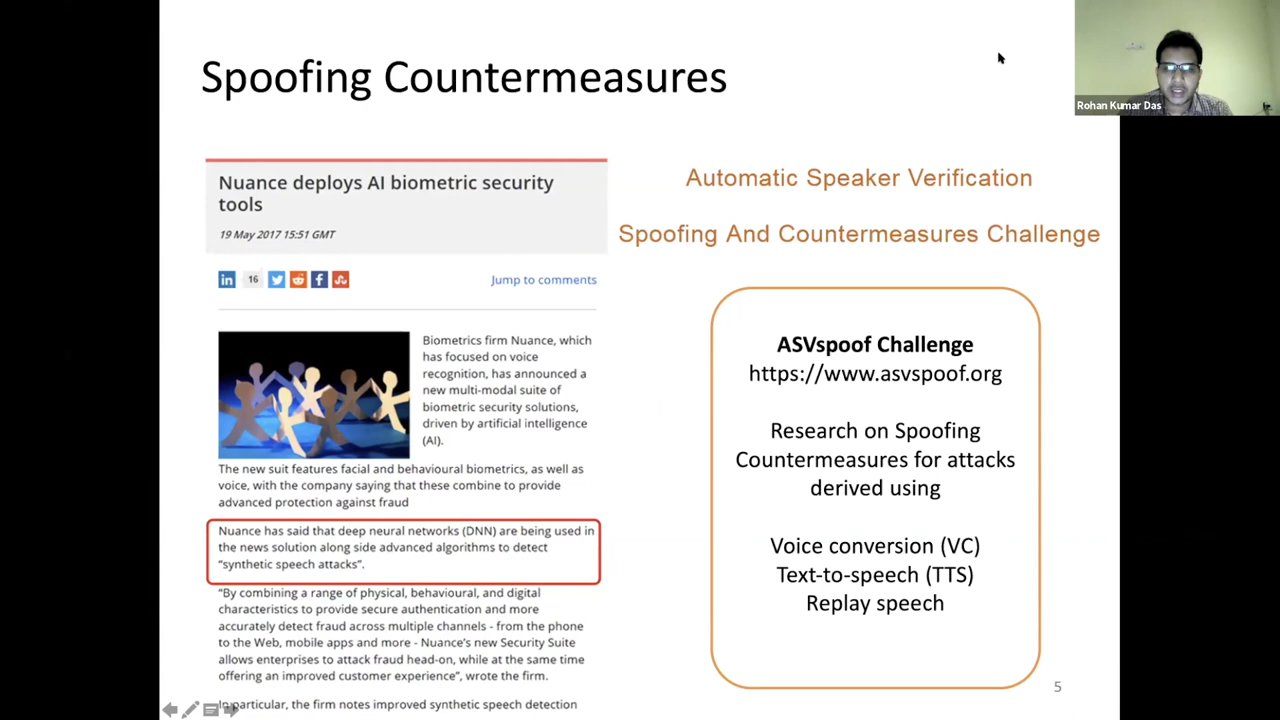 Spoofing Countermeasures
Rohan Kumar Das
Nuance deploys AI biometric security
tools
19 May 2017 15:51 GMT
in
16
f
Jump to comments
Biometrics firm Nuance, which
has focused on voice
recognition, has announced a
new multi-modal suite of
biometric security solutions,
driven by artificial intelligence
(AI).
The new suit features facial and behavioural biometrics, as well as
voice, with the company saying that these combine to provide
advanced protection against fraud
Nuance has said that deep neural networks (DNN) are being used in
the news solution along side advanced algorithms to detect
“synthetic speech attacks”.
“By combining a range of physical, behavioural, and digital
characteristics to provide secure authentication and more
accurately detect fraud across multiple channels - from the phone
to the Web, mobile apps and more - Nuance’s new Security Suite
allows enterprises to attack fraud head-on, while at the same time
offering an improved customer experience”, wrote the firm.
In particular, the firm notes improved synthetic speech detection
Automatic Speaker Verification
Spoofing And Countermeasures Challenge
ASVspoof Challenge
https://www.asvspoof.org
Research on Spoofing
Countermeasures for attacks
derived using
Voice conversion (VC)
Text-to-speech (TTS)
Replay speech
5